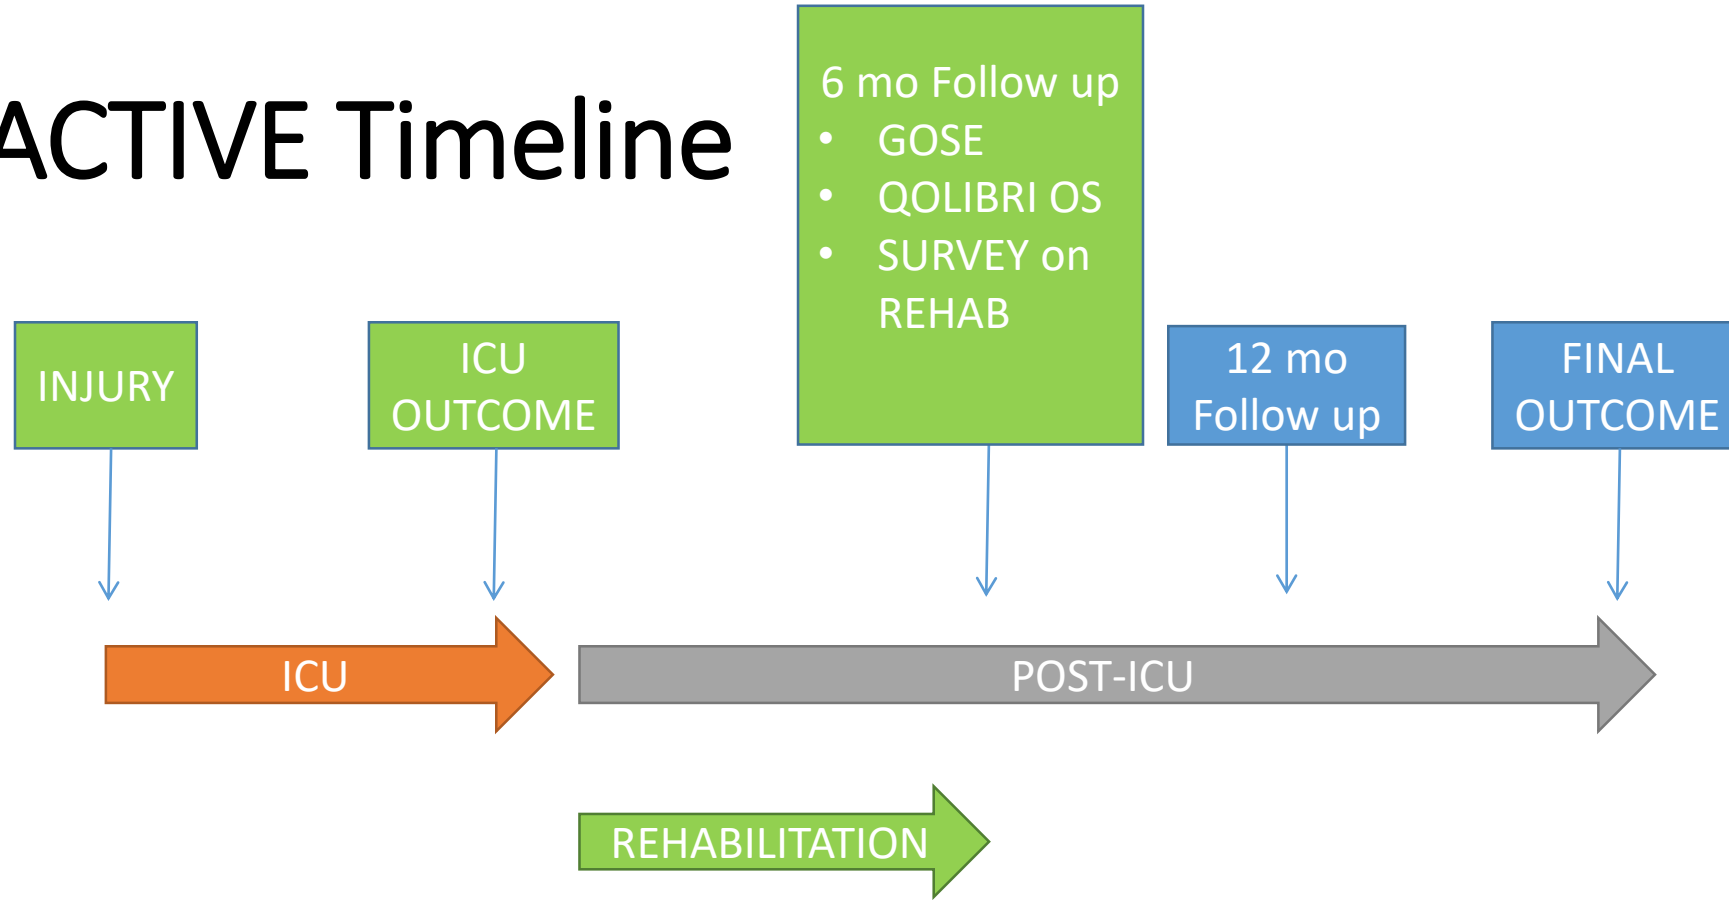 ACTIVE Timeline
6 mo Follow up
• GOSE
• QOLIBRI OS
• SURVEY on
REHAB
INJURY
ICU
OUTCOME
12 mo
Follow up
FINAL
OUTCOME
ICU
POST-ICU
REHABILITATION